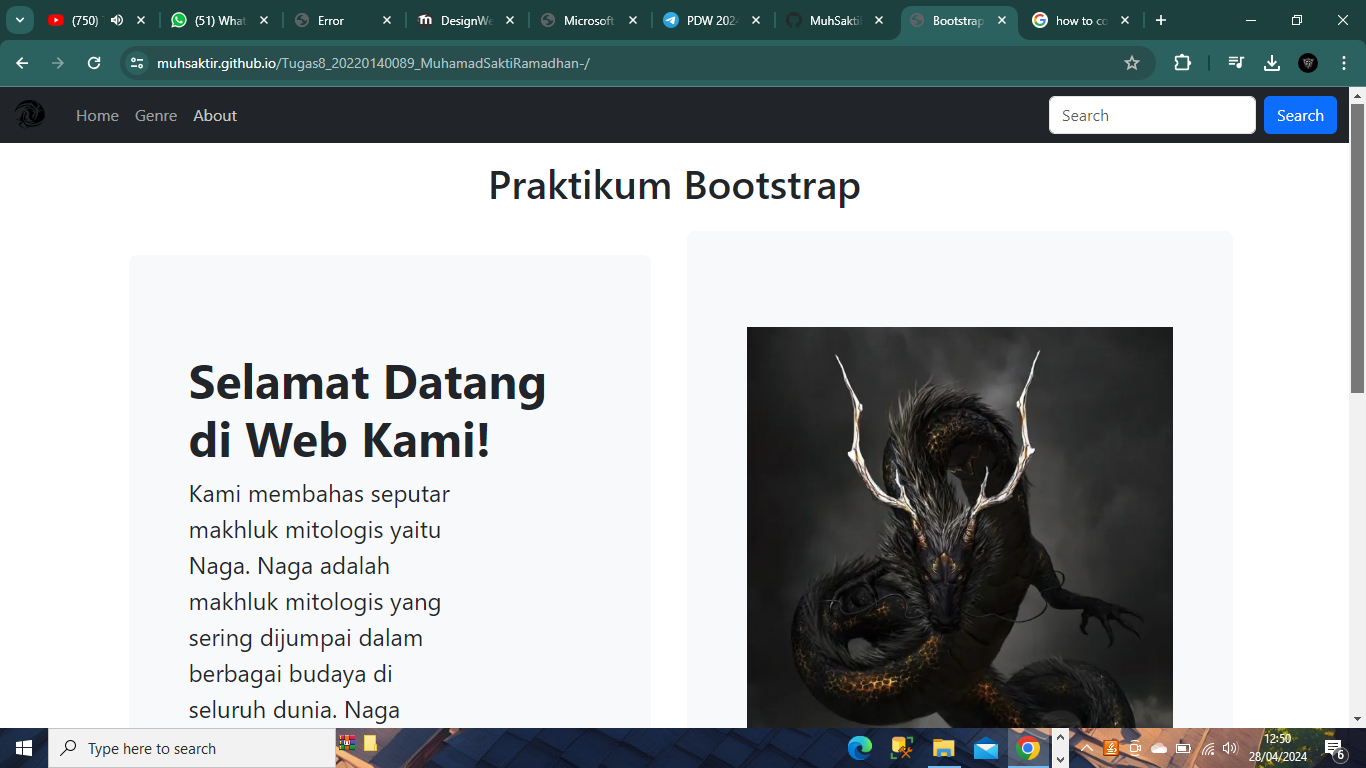 (750)
(51) What
Error
DesignWe
Microsoft
PDW 202
MuhSakti
Bootstrap
how to co
muhsaktir.github.io/Tugas8_20220140089_MuhamadSaktiRamadhan-/
Home Genre About Search Search
Praktikum Bootstrap
Selamat Datang
di Web Kami!
Kami membahas seputar
makhluk mitologis yaitu
Naga. Naga adalah
makhluk mitologis yang
sering dijumpai dalam
berbagai budaya di
seluruh dunia. Naga
Type here to search
12:50
28/04/2024
6